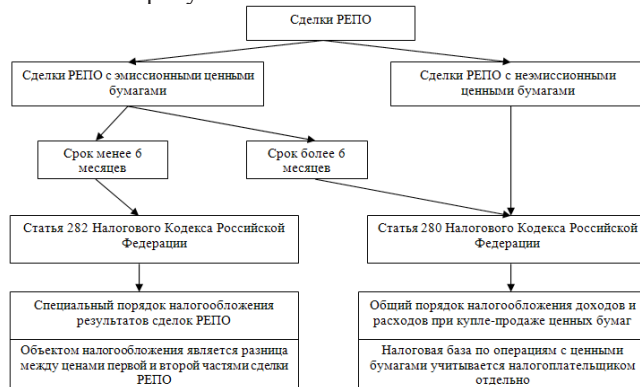 Сделки РЕПО
Сделки РЕПО с эмиссионными ценными
бумагами
Сделки РЕПО с неэмиссионными
ценными бумагами
Срок менее 6
месяцев
Срок более 6
месяцев
Статья 282 Налогового Кодекса Российской
Федерации
Статья 280 Налогового Кодекса Российской
Федерации
Специальный порядок налогообложения
результатов сделок РЕПО
Объектом налогообложения является разница
между ценами первой и второй частями сделки
РЕПО
Общий порядок налогообложения доходов и
расходов при купле-продаже ценных бумаг
Налоговая база по операциям с ценными
бумагами учитывается налогоплательщиком
отдельно